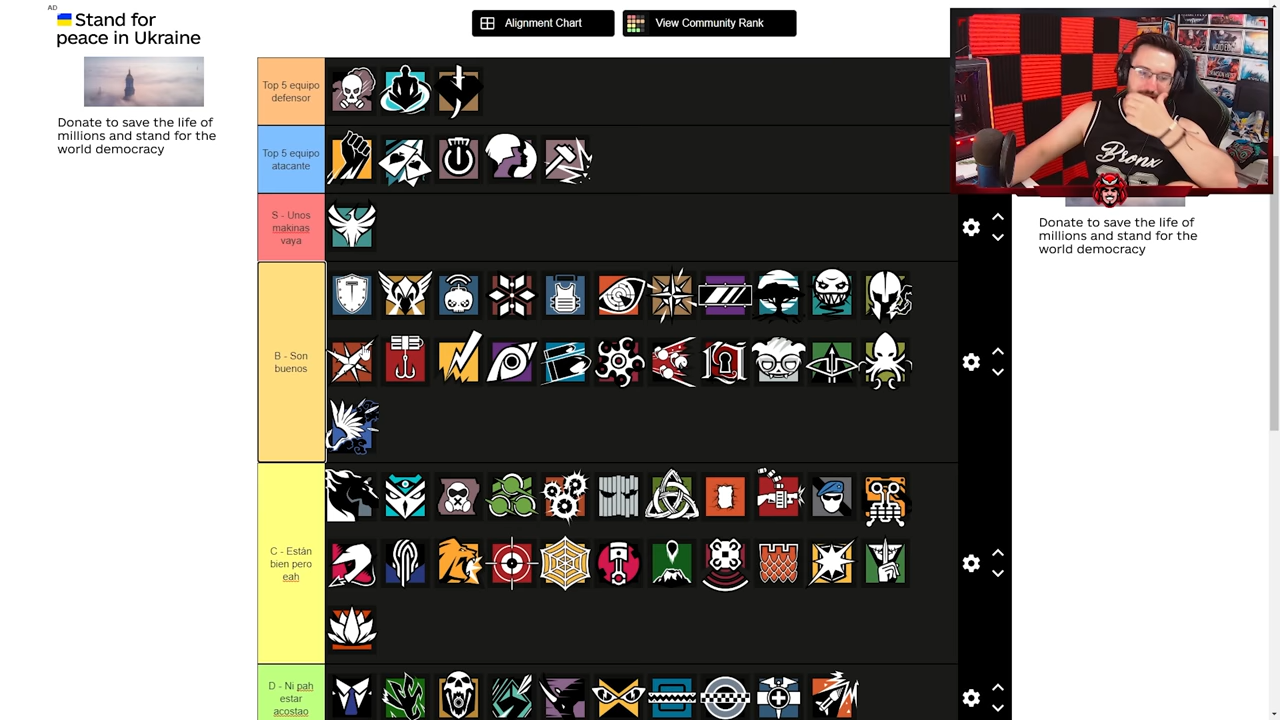 AD
Stand for
peace in Ukraine
Donate to save the life of
millions and stand for the
world democracy
Alignment Chart
View Community Rank
Top 5 equipo
defensor
Top 5 equipo
atacante
S - Unos
makinas
vaya
B - Son
buenos
C - Están
bien pero
eah
D - Ni pah
estar
acostao
Bronx
Donate to save the life of
millions and stand for the
world democracy